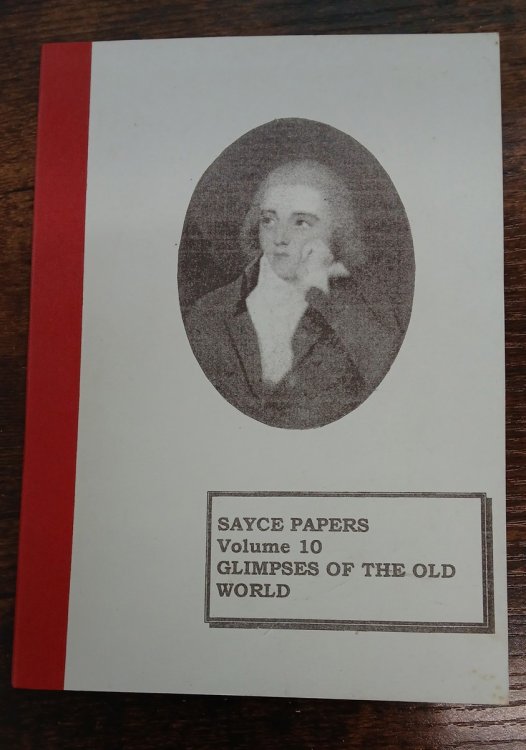 SAYCE PAPERS
Volume 10
GLIMPSES OF THE OLD
WORLD